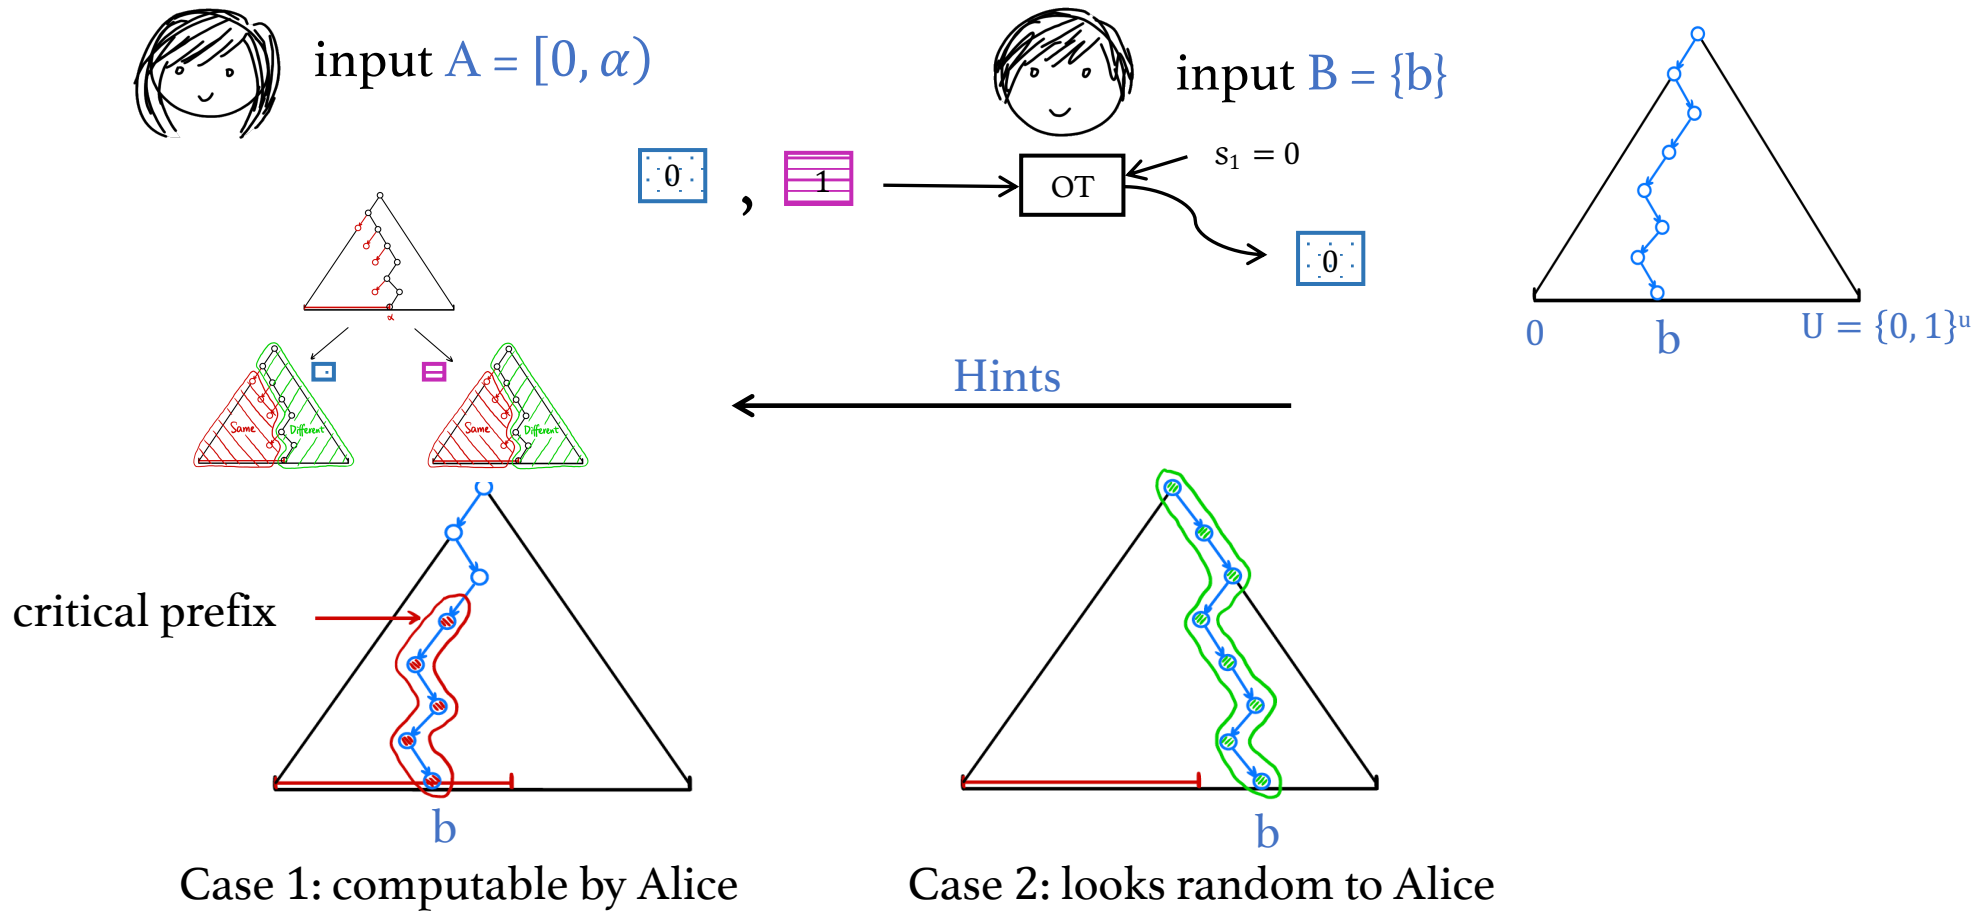 input A = [0, α)
input B = {b}
0
,
1
OT
s₁ = 0
0
α
0
b
U = {0, 1}ᵘ
Hints
Same
Different
Same
Different
critical prefix
b
b
Case 1: computable by Alice
Case 2: looks random to Alice